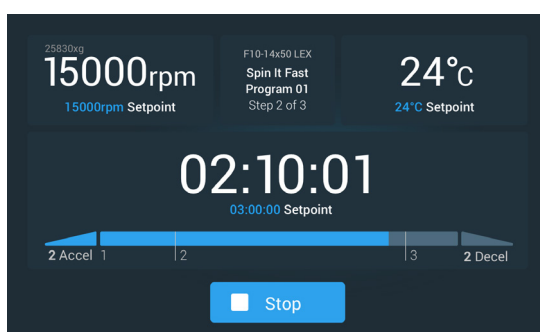 25830xg
15000rpm
15000rpm Setpoint
F10-14x50 LEX
Spin It Fast
Program 01
Step 2 of 3
24°C
24°C Setpoint
02:10:01
03:00:00 Setpoint
2 Accel 1 2 3 2 Decel
Stop